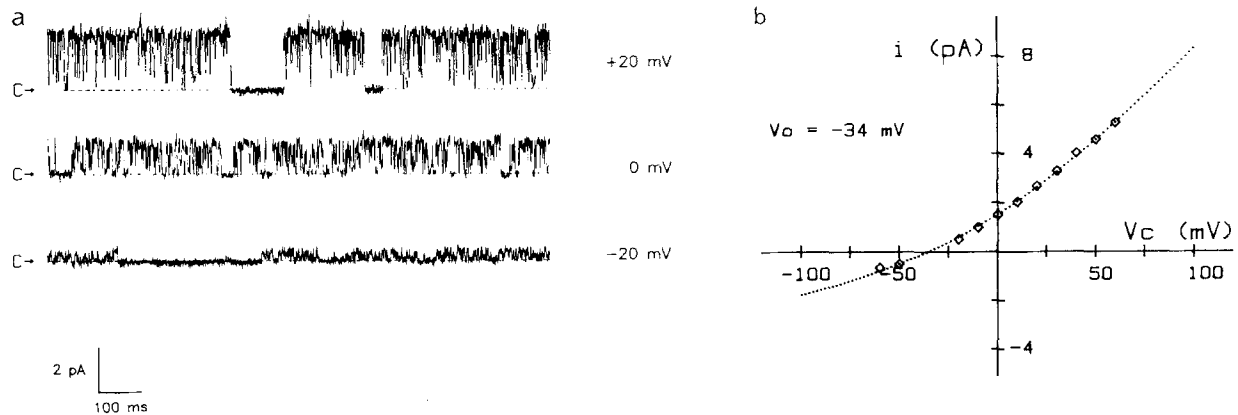 a
C→
+20 mV
C→
0 mV
C→
-20 mV
2 pA
100 ms
b
i (pA)
8
Vo = -34 mV
4
Vc (mV)
-100
-50
50
100
-4